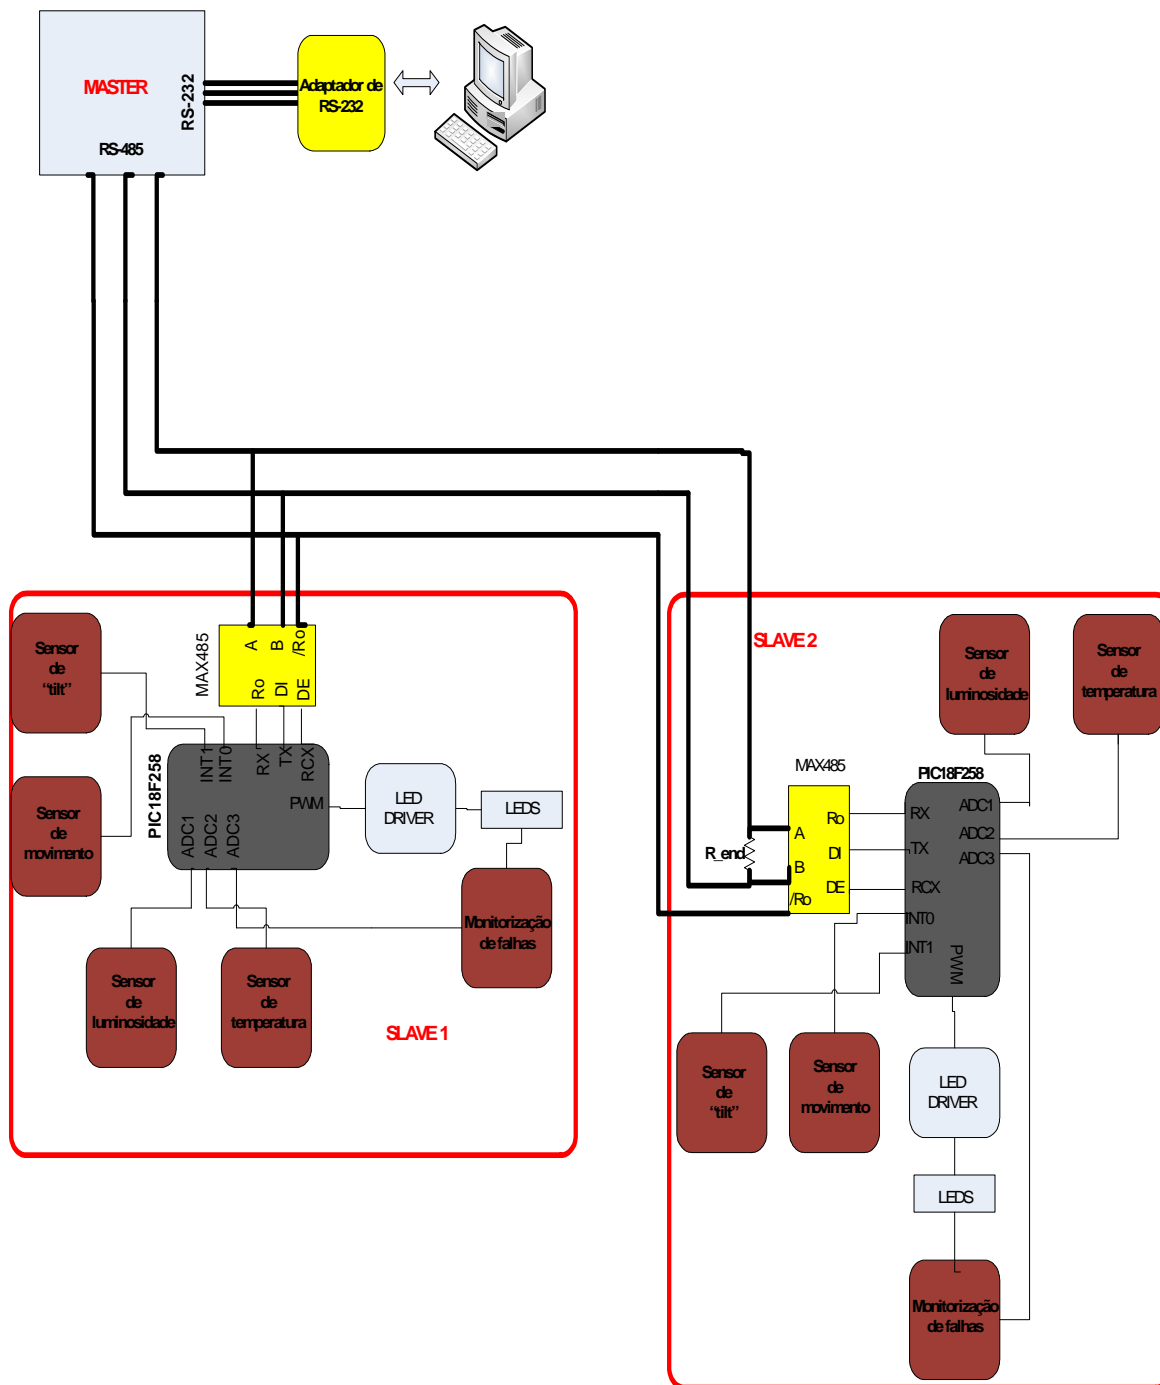 MASTER
RS-232
RS-485
Adaptador de
RS-232
MAX485
A
B
/Ro
Ro
DI
DE
Sensor
de
“tilt”
Sensor
de
movimento
PIC18F258
INT1
INT0
RX
TX
RCX
PWM
ADC1
ADC2
ADC3
LED
DRIVER
LEDS
Monitorização
de falhas
Sensor
de
luminosidade
Sensor
de
temperatura
SLAVE 1
SLAVE 2
Sensor
de
luminosidade
Sensor
de
temperatura
MAX485
A
B
/Ro
Ro
DI
DE
R_end
PIC18F258
RX
TX
RCX
INT0
INT1
PWM
ADC1
ADC2
ADC3
Sensor
de
“tilt”
Sensor
de
movimento
LED
DRIVER
LEDS
Monitorização
de falhas